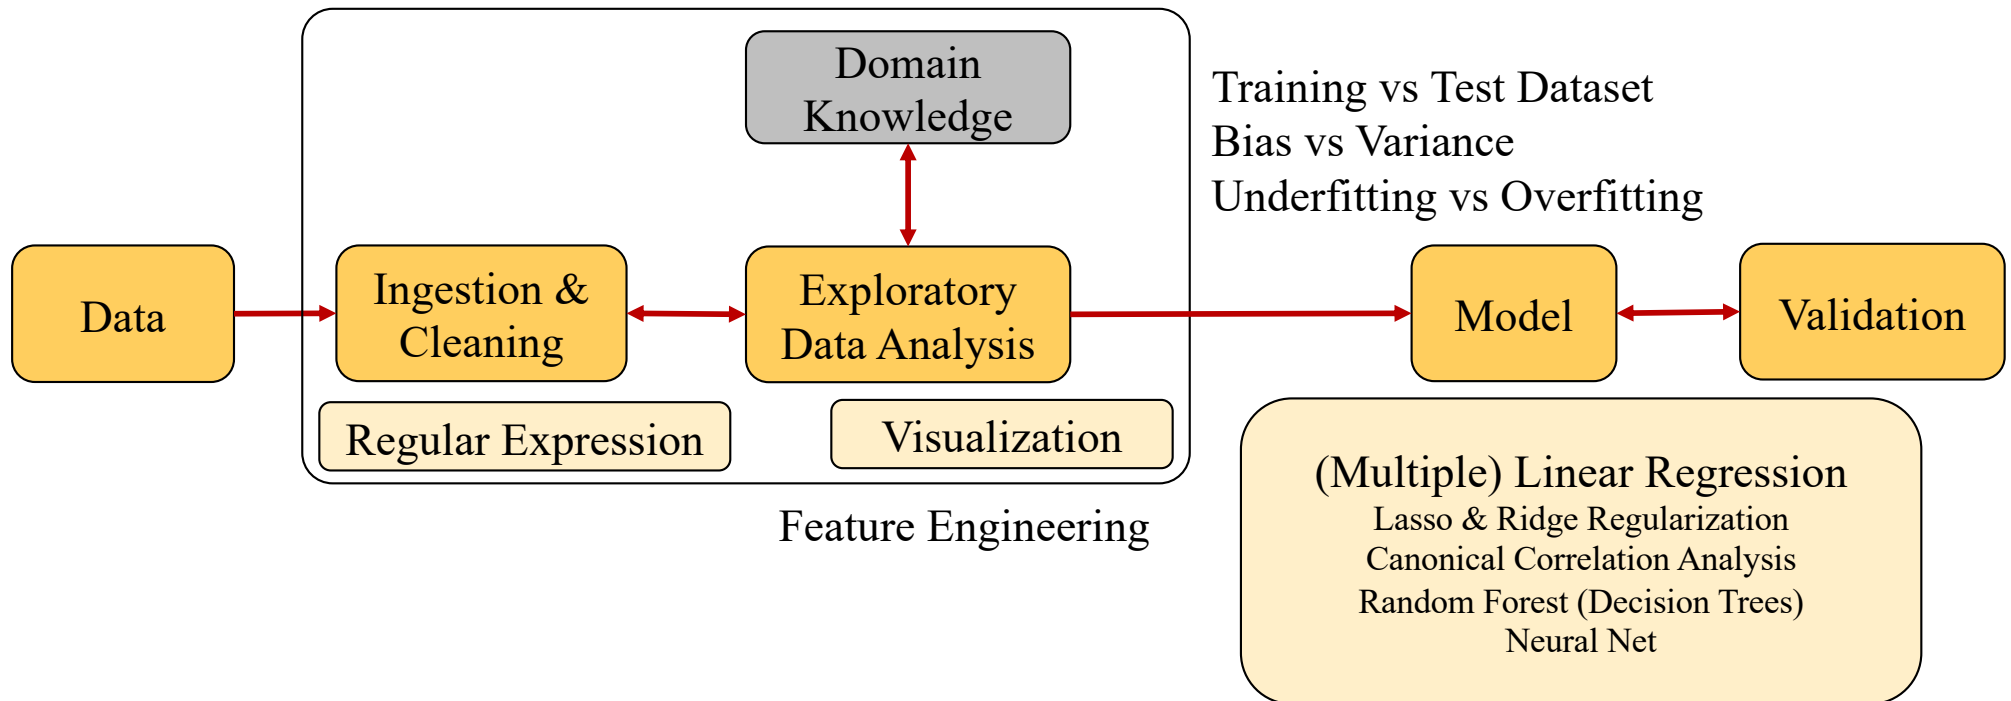 Domain
Knowledge
Training vs Test Dataset
Bias vs Variance
Underfitting vs Overfitting
Data
Ingestion &
Cleaning
Exploratory
Data Analysis
Model
Validation
Regular Expression
Visualization
Feature Engineering
(Multiple) Linear Regression
Lasso & Ridge Regularization
Canonical Correlation Analysis
Random Forest (Decision Trees)
Neural Net